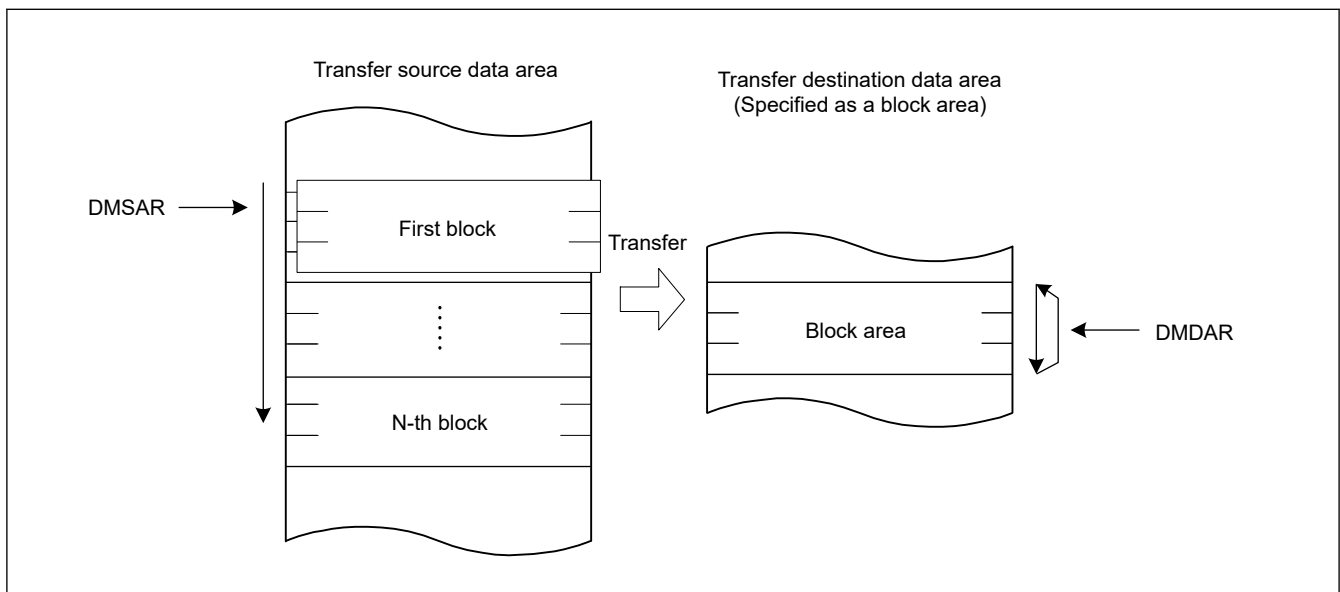 Transfer source data area
Transfer destination data area
(Specified as a block area)
DMSAR
First block
Transfer
Block area
DMDAR
N-th block